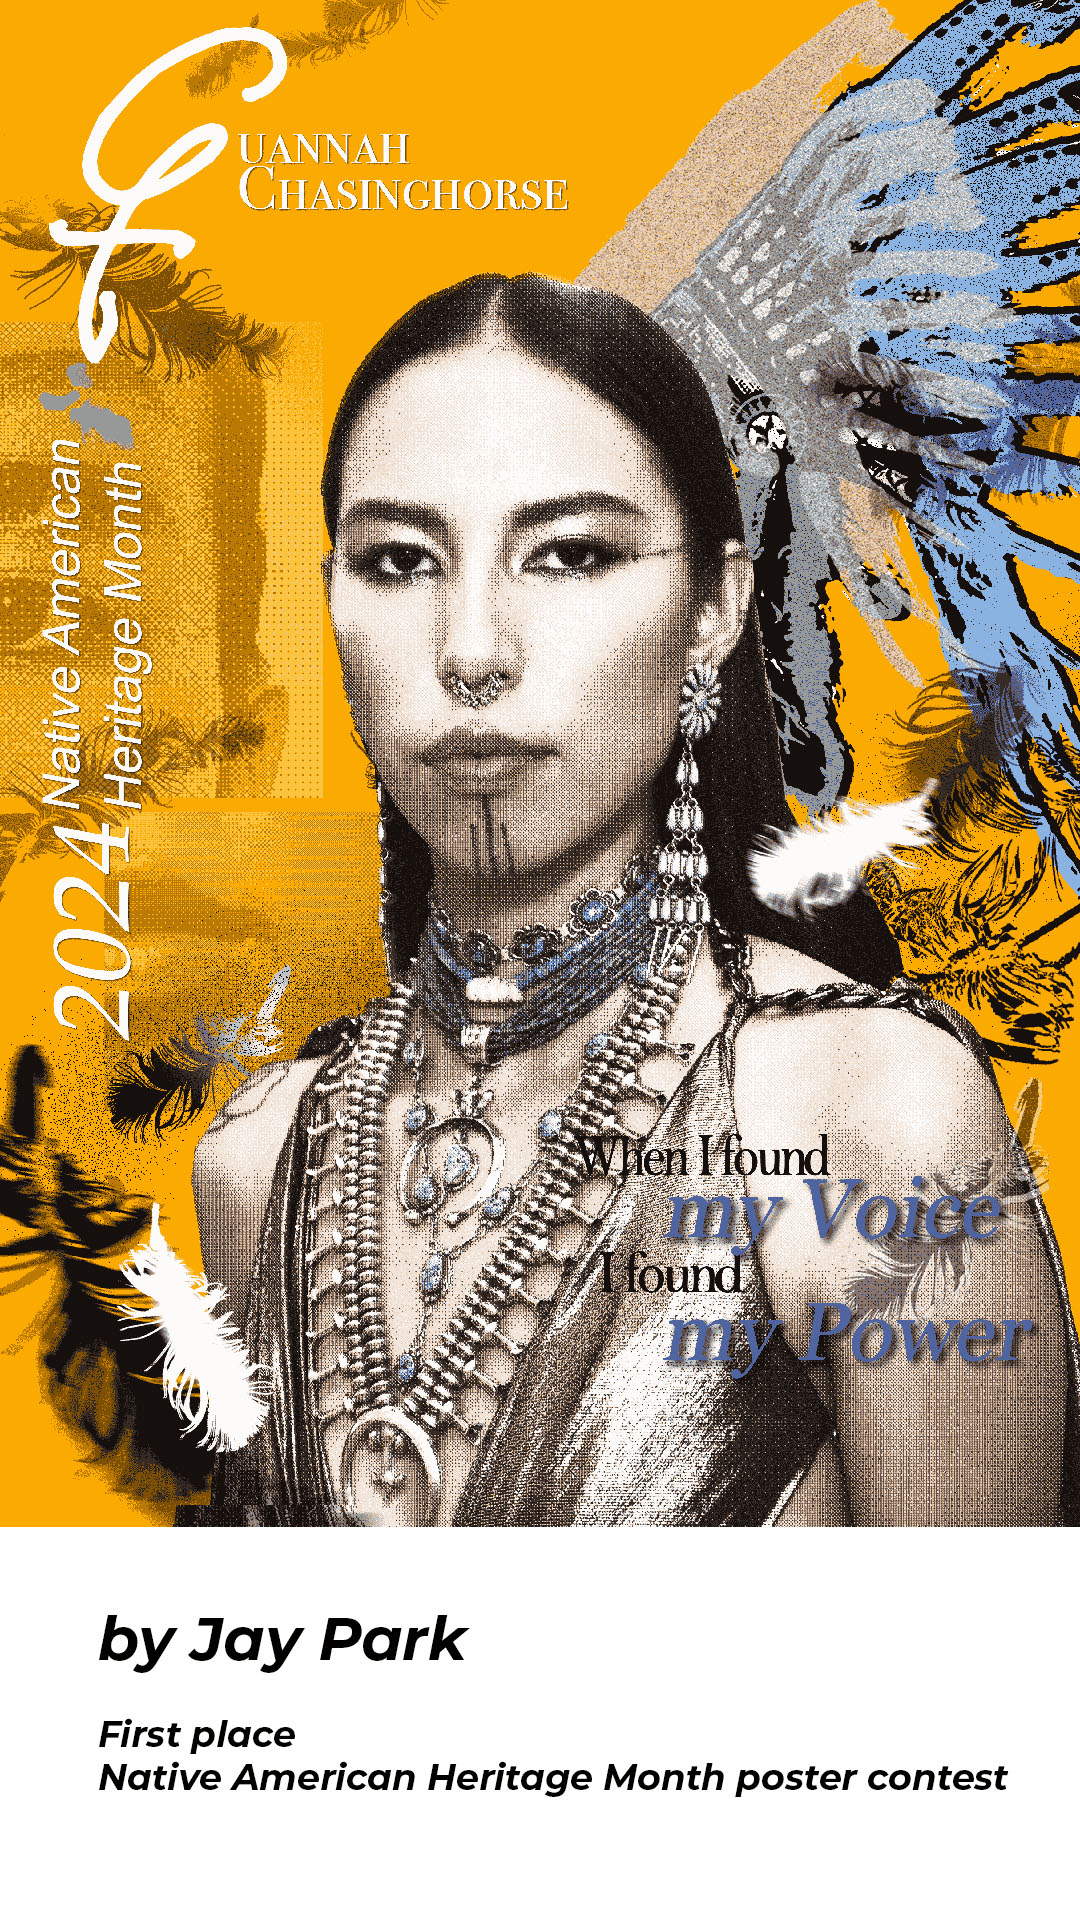 Quannah
Chasinghorse
2024 Native American
Heritage Month
When I found
my Voice
I found
my Power
by Jay Park
First place
Native American Heritage Month poster contest